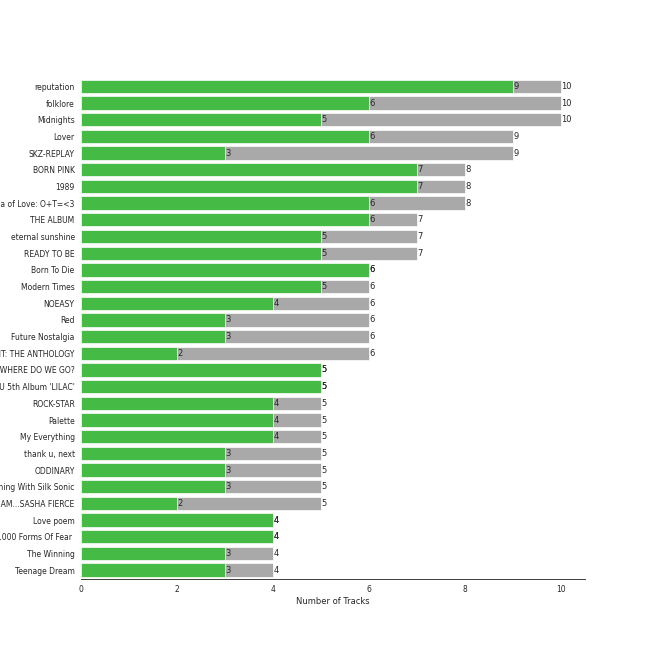 reputation 9 10
folklore 6 10
Midnights 5 10
Lover 6 9
SKZ-REPLAY 3 9
BORN PINK 7 8
1989 7 8
a of Love: O+T=<3 6 8
THE ALBUM 6 7
eternal sunshine 5 7
READY TO BE 5 7
Born To Die 6
Modern Times 5 6
NOEASY 4 6
Red 3 6
Future Nostalgia 3 6
T: THE ANTHOLOGY 2 6
WHERE DO WE GO? 5
U 5th Album 'LILAC' 5
ROCK-STAR 4 5
Palette 4 5
My Everything 4 5
thank u, next 3 5
ODDINARY 3 5
ning With Silk Sonic 3 5
AM...SASHA FIERCE 2 5
Love poem 4
000 Forms Of Fear 4
The Winning 3 4
Teenage Dream 3 4
0 2 4 6 8 10
Number of Tracks